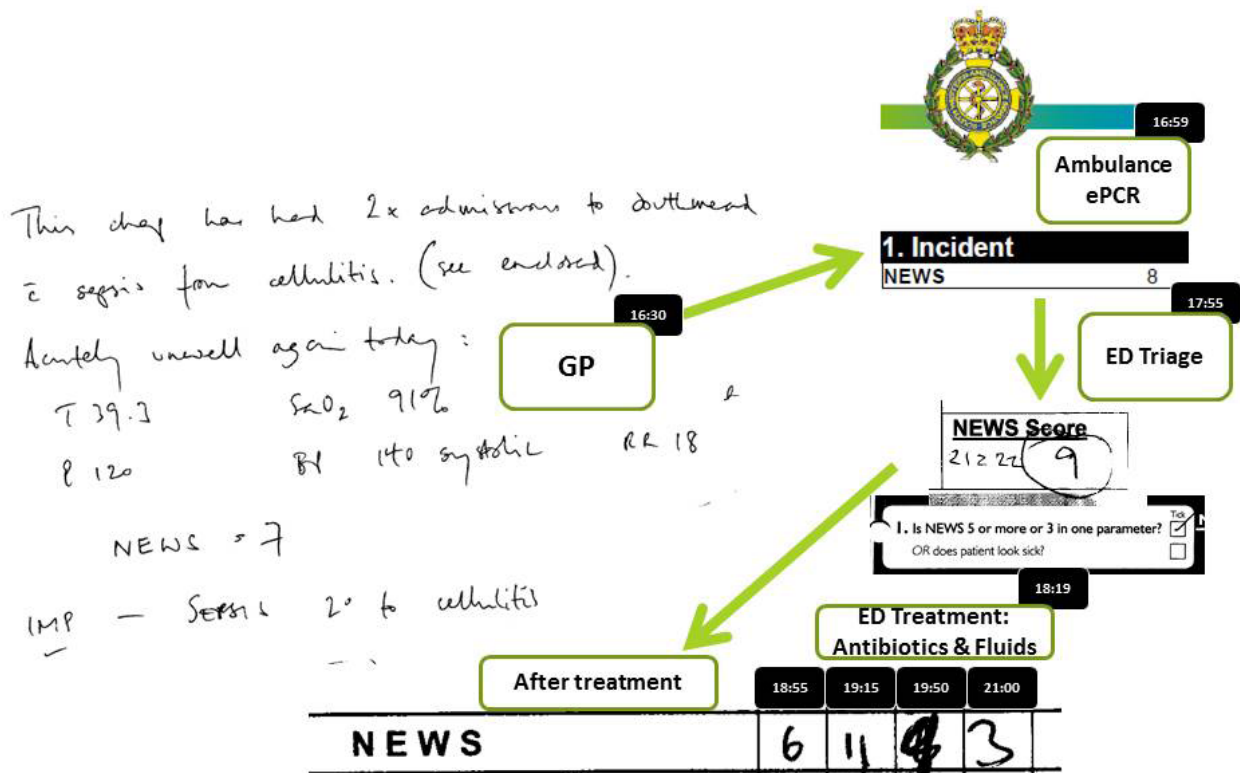 This chap has had 2x admissions to Southmead
c̄ sepsis from cellulitis. (see enclosed).
Acutely unwell again today:
T 39.3 SaO2 91%
P 120 BP 140 systolic RR 18
NEWS = 7
IMP — SEPSIS 2° to cellulitis
16:30
GP
16:59
Ambulance
ePCR
1. Incident
NEWS 8
17:55
ED Triage
NEWS Score
9
1. Is NEWS 5 or more or 3 in one parameter?
Tick
OR does patient look sick?
18:19
ED Treatment:
Antibiotics & Fluids
After treatment
18:55 19:15 19:50 21:00
NEWS 6 11 3